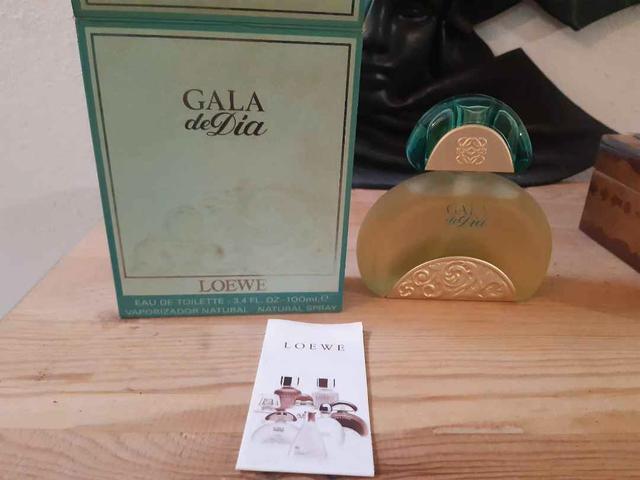 GALA
de Dia
LOEWE
EAU DE TOILETTE - 3.4 FL. OZ - 100ml. ℮
VAPORIZADOR NATURAL NATURAL SPRAY
GALA
de Dia
LOEWE